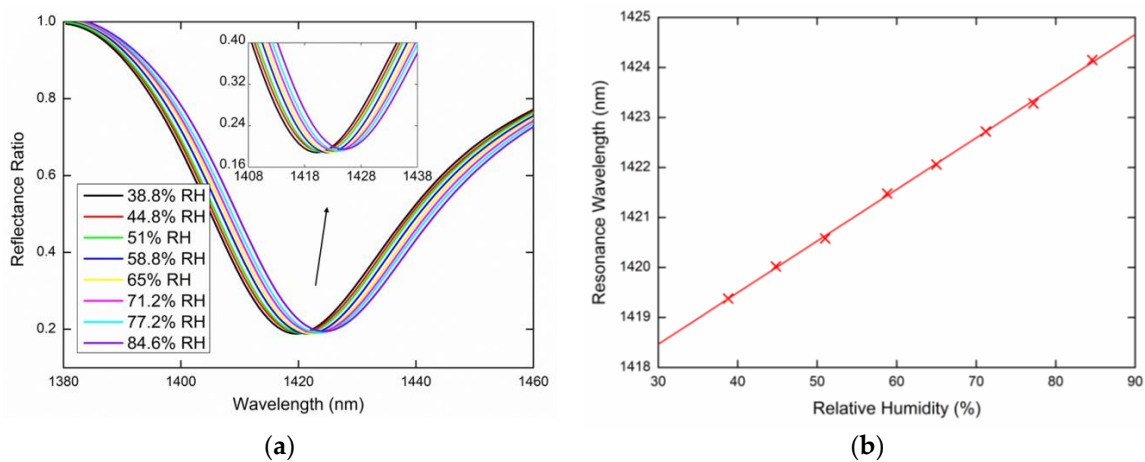 1.0
0.8
0.6
0.4
0.2
Reflectance Ratio
0.40
0.32
0.24
0.16
1408 1418 1428 1438
38.8% RH
44.8% RH
51% RH
58.8% RH
65% RH
71.2% RH
77.2% RH
84.6% RH
1380 1400 1420 1440 1460
Wavelength (nm)
(a)
1425
1424
1423
1422
1421
1420
1419
1418
Resonance Wavelength (nm)
30 40 50 60 70 80 90
Relative Humidity (%)
(b)